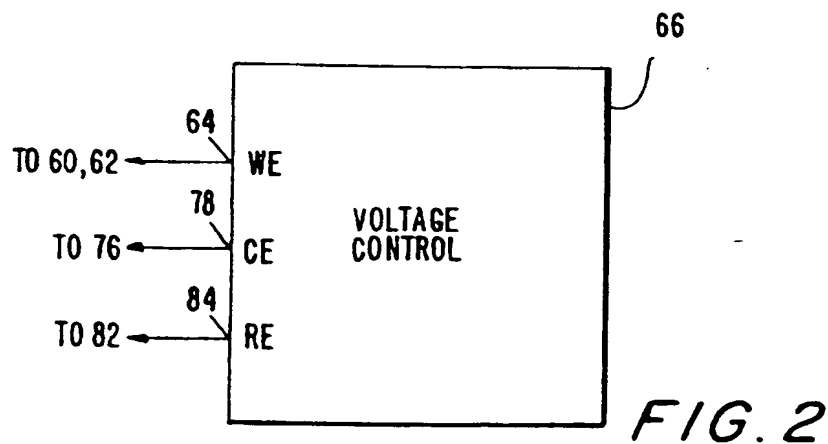 66
64
TO 60,62 WE
78
VOLTAGE
CONTROL
TO 76 CE
84
TO 82 RE
FIG. 2